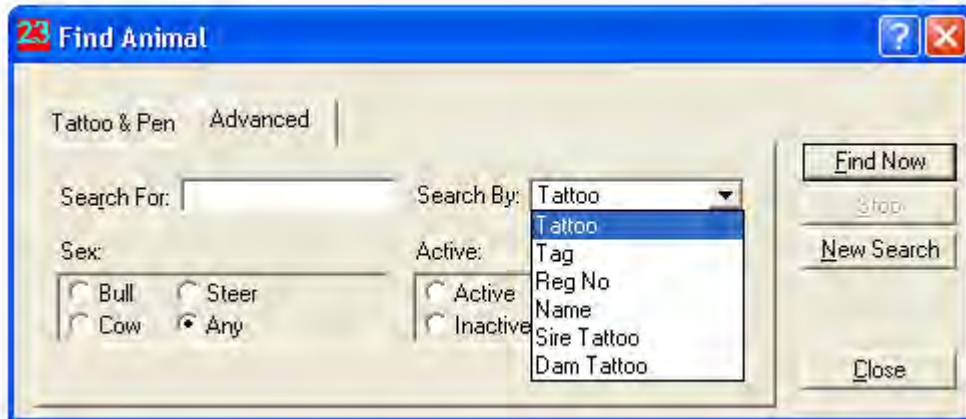 23 Find Animal
Tattoo & Pen Advanced
Search For: Search By: Tattoo
Find Now
Stop
New Search
Close
Tattoo
Tag
Reg No
Name
Sire Tattoo
Dam Tattoo
Sex:
Bull Steer
Cow Any
Active:
Active
Inactive